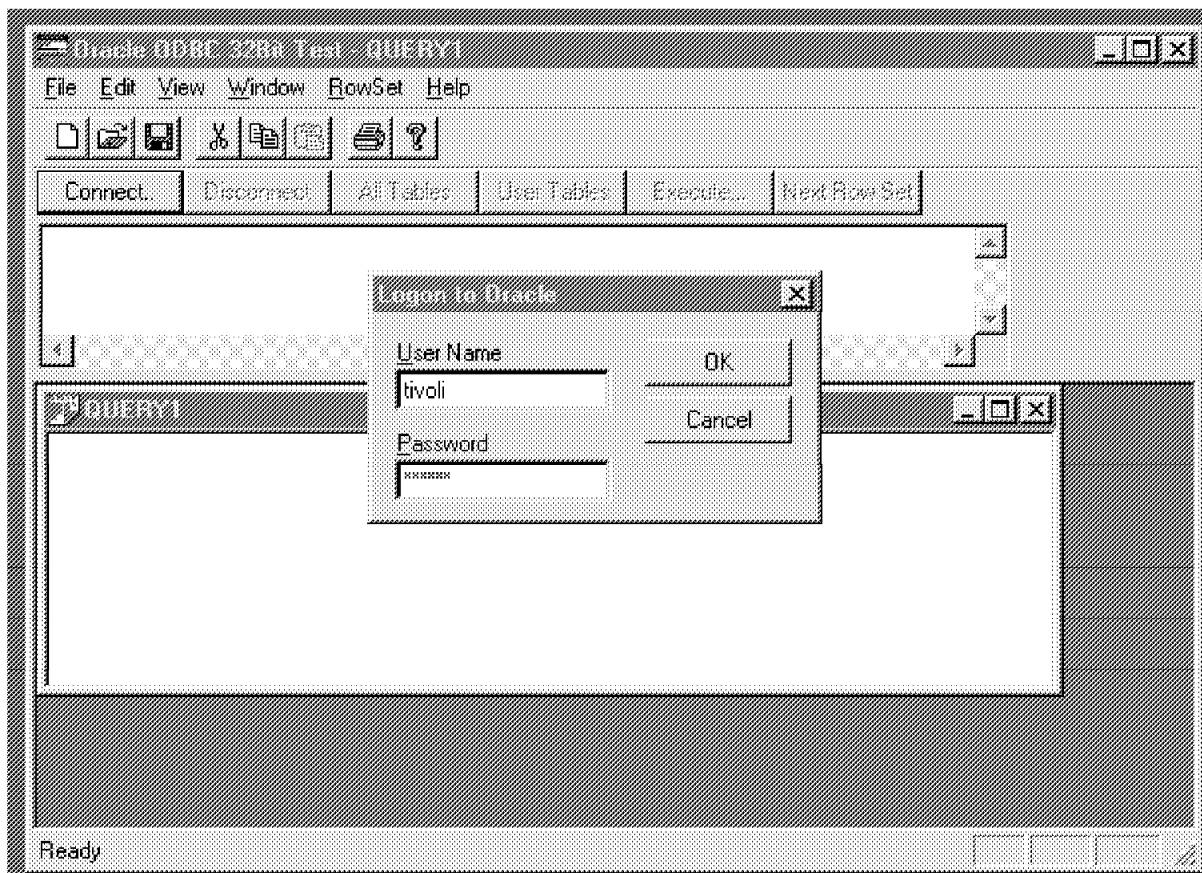 Oracle ODBC 32Bit Test - QUERY1
File Edit View Window RowSet Help
Connect.. Disconnect All Tables User Tables Execute... Next Row Set
Logon to Oracle
User Name
tivoli
OK
Cancel
Password
******
QUERY1
Ready